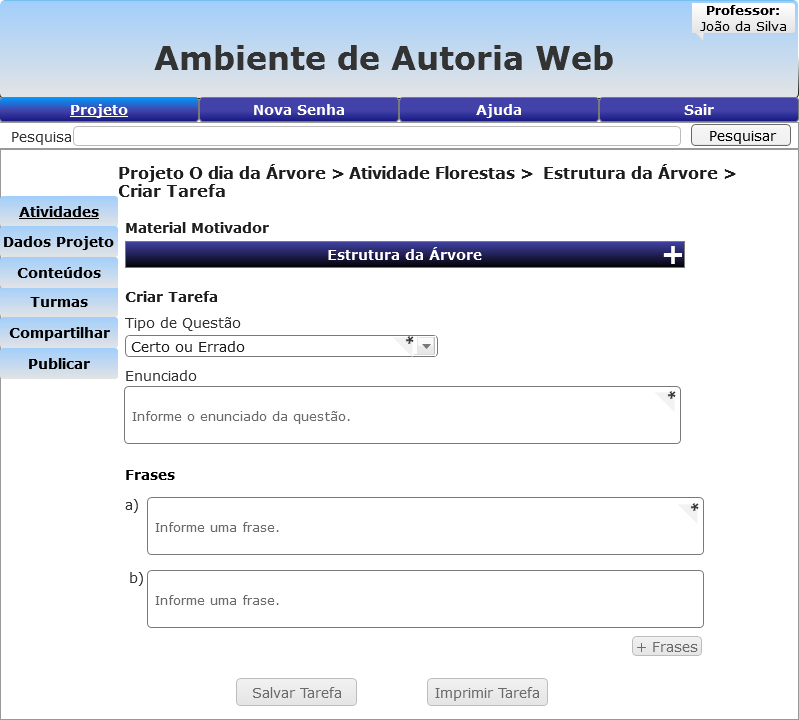 Professor:
João da Silva
Ambiente de Autoria Web
Projeto
Nova Senha
Ajuda
Sair
Pesquisa
Pesquisar
Projeto O dia da Árvore > Atividade Florestas > Estrutura da Árvore >
Criar Tarefa
Atividades
Dados Projeto
Conteúdos
Turmas
Compartilhar
Publicar
Material Motivador
Estrutura da Árvore +
Criar Tarefa
Tipo de Questão
Certo ou Errado *
Enunciado
Informe o enunciado da questão. *
Frases
a) Informe uma frase. *
b) Informe uma frase.
+ Frases
Salvar Tarefa
Imprimir Tarefa